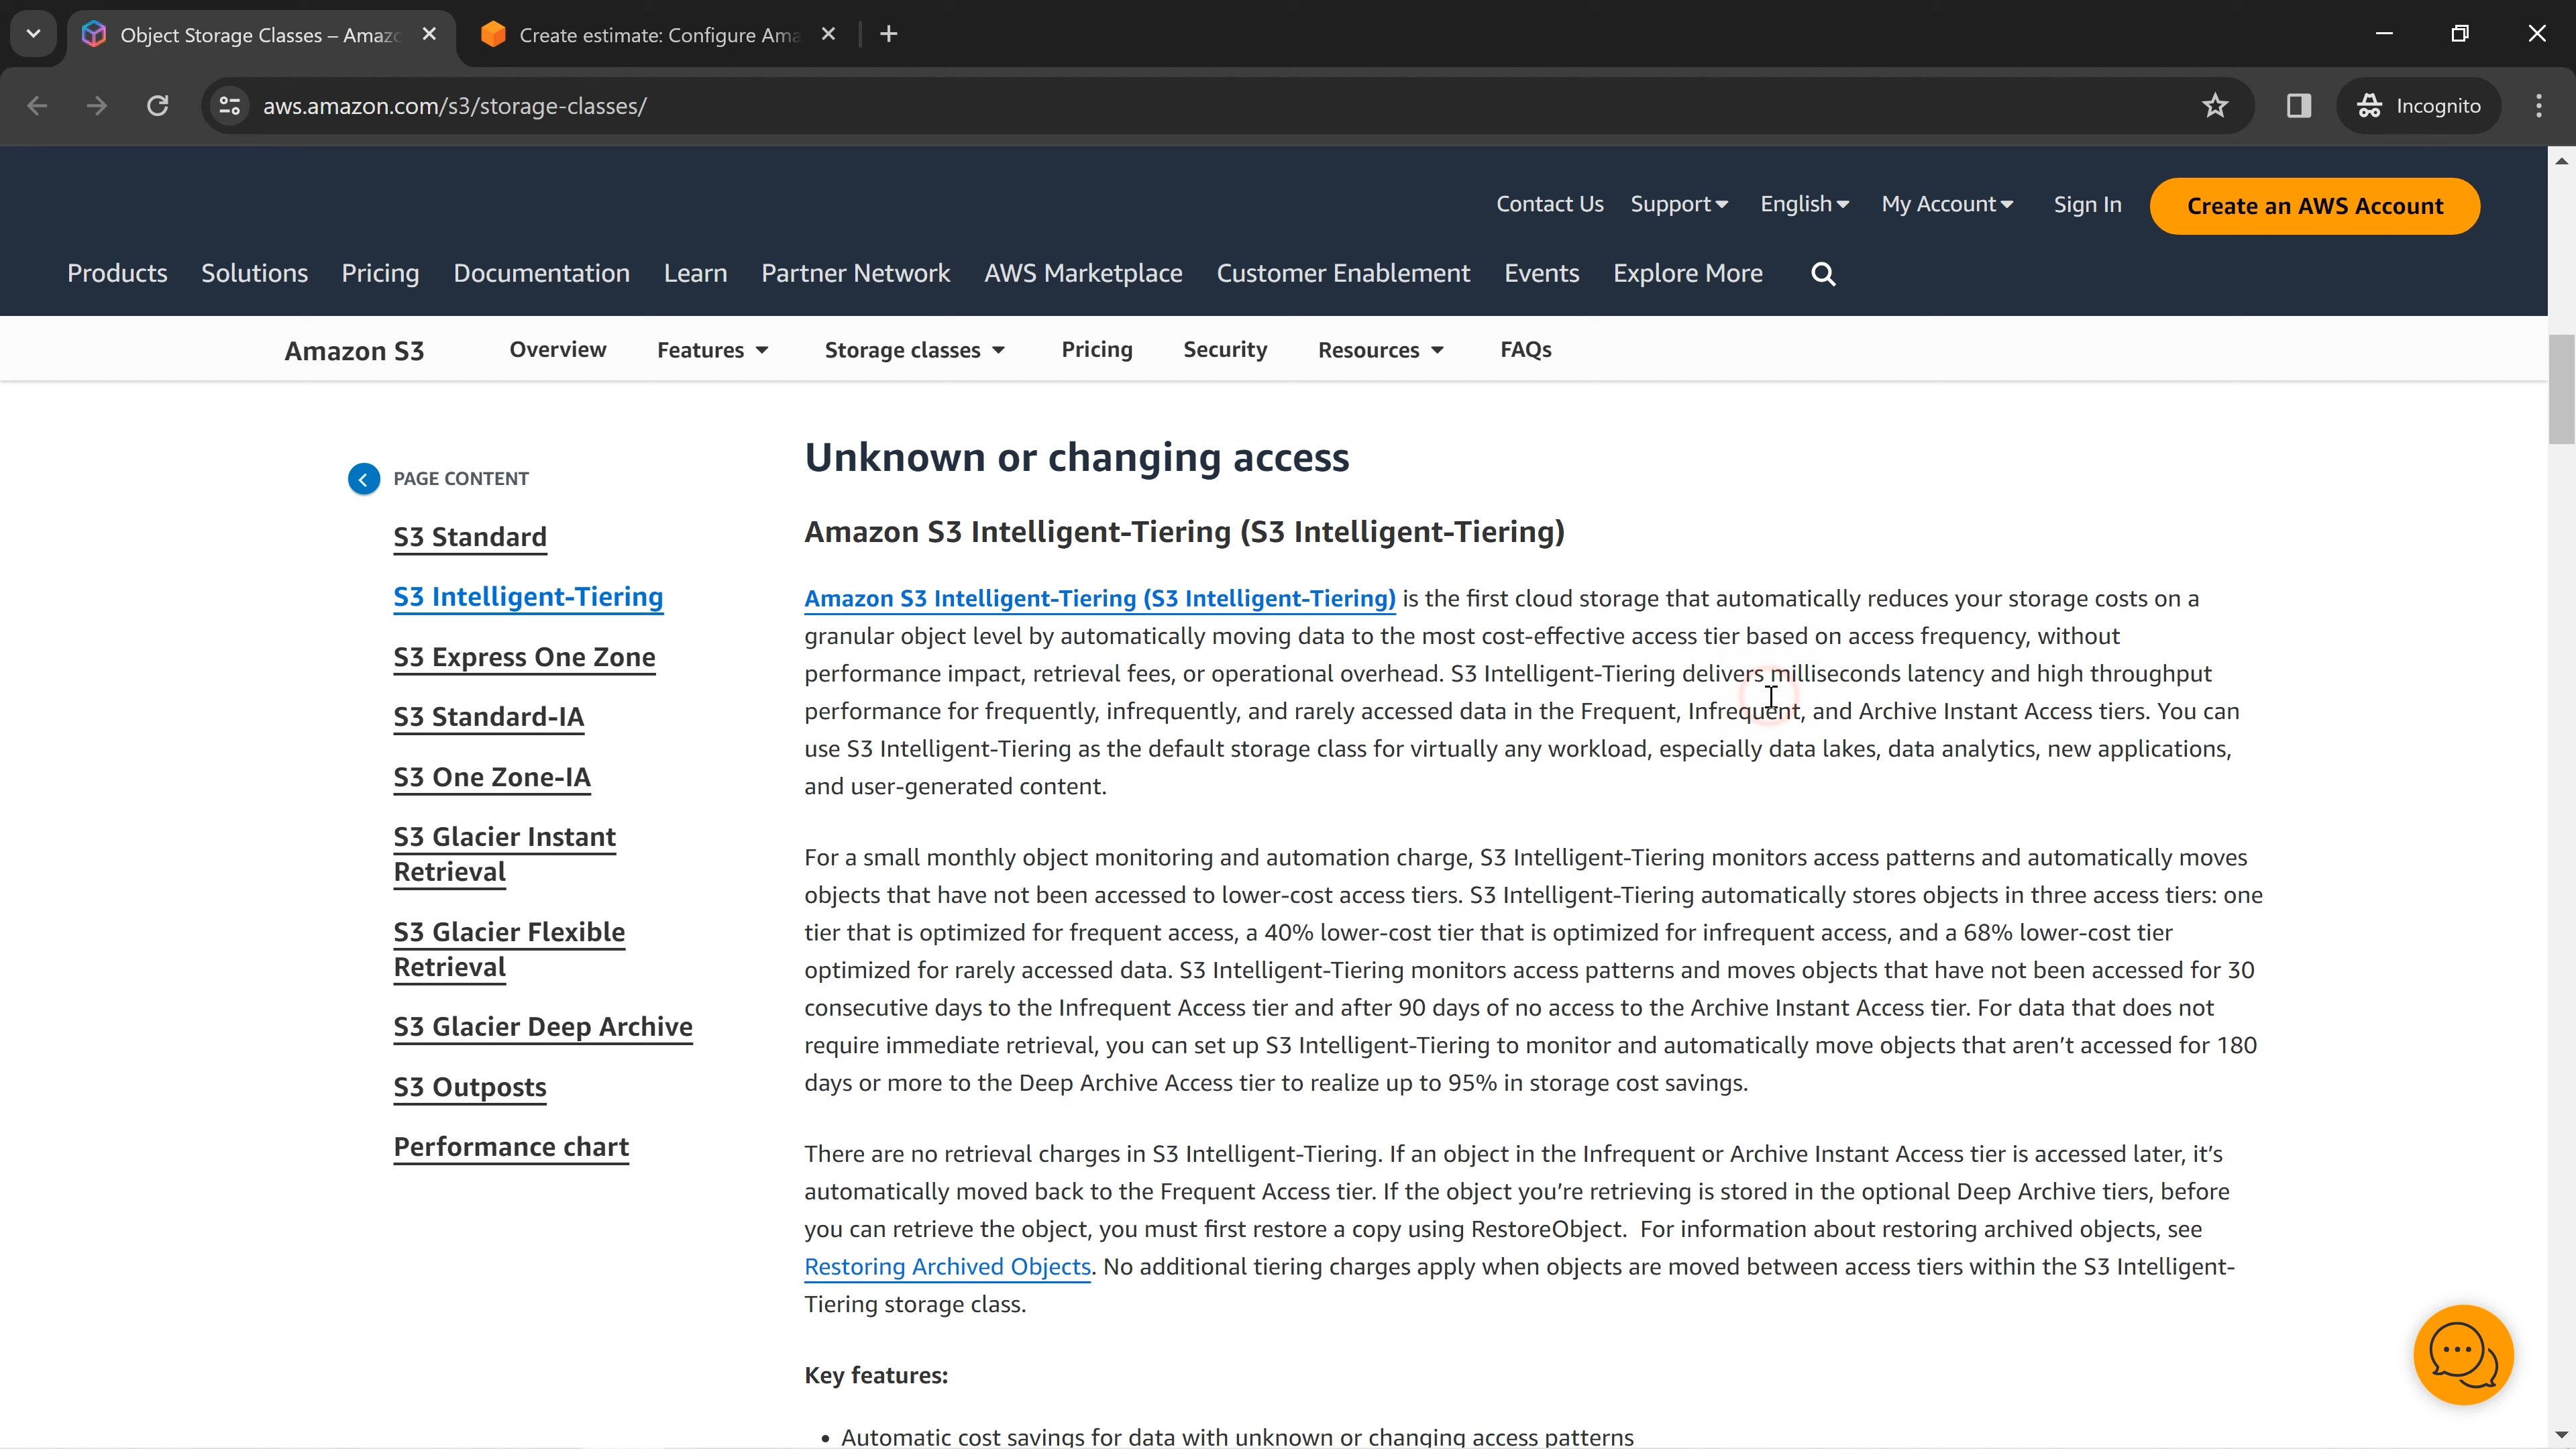 Object Storage Classes – Amazo
Create estimate: Configure Ama
aws.amazon.com/s3/storage-classes/
Incognito
Contact Us Support English My Account Sign In Create an AWS Account
Products Solutions Pricing Documentation Learn Partner Network AWS Marketplace Customer Enablement Events Explore More
Amazon S3 Overview Features Storage classes Pricing Security Resources FAQs
PAGE CONTENT
S3 Standard
S3 Intelligent-Tiering
S3 Express One Zone
S3 Standard-IA
S3 One Zone-IA
S3 Glacier Instant
Retrieval
S3 Glacier Flexible
Retrieval
S3 Glacier Deep Archive
S3 Outposts
Performance chart
Unknown or changing access
Amazon S3 Intelligent-Tiering (S3 Intelligent-Tiering)
Amazon S3 Intelligent-Tiering (S3 Intelligent-Tiering) is the first cloud storage that automatically reduces your storage costs on a
granular object level by automatically moving data to the most cost-effective access tier based on access frequency, without
performance impact, retrieval fees, or operational overhead. S3 Intelligent-Tiering delivers milliseconds latency and high throughput
performance for frequently, infrequently, and rarely accessed data in the Frequent, Infrequent, and Archive Instant Access tiers. You can
use S3 Intelligent-Tiering as the default storage class for virtually any workload, especially data lakes, data analytics, new applications,
and user-generated content.
For a small monthly object monitoring and automation charge, S3 Intelligent-Tiering monitors access patterns and automatically moves
objects that have not been accessed to lower-cost access tiers. S3 Intelligent-Tiering automatically stores objects in three access tiers: one
tier that is optimized for frequent access, a 40% lower-cost tier that is optimized for infrequent access, and a 68% lower-cost tier
optimized for rarely accessed data. S3 Intelligent-Tiering monitors access patterns and moves objects that have not been accessed for 30
consecutive days to the Infrequent Access tier and after 90 days of no access to the Archive Instant Access tier. For data that does not
require immediate retrieval, you can set up S3 Intelligent-Tiering to monitor and automatically move objects that aren’t accessed for 180
days or more to the Deep Archive Access tier to realize up to 95% in storage cost savings.
There are no retrieval charges in S3 Intelligent-Tiering. If an object in the Infrequent or Archive Instant Access tier is accessed later, it’s
automatically moved back to the Frequent Access tier. If the object you’re retrieving is stored in the optional Deep Archive tiers, before
you can retrieve the object, you must first restore a copy using RestoreObject. For information about restoring archived objects, see
Restoring Archived Objects. No additional tiering charges apply when objects are moved between access tiers within the S3 Intelligent-
Tiering storage class.
Key features:
• Automatic cost savings for data with unknown or changing access patterns